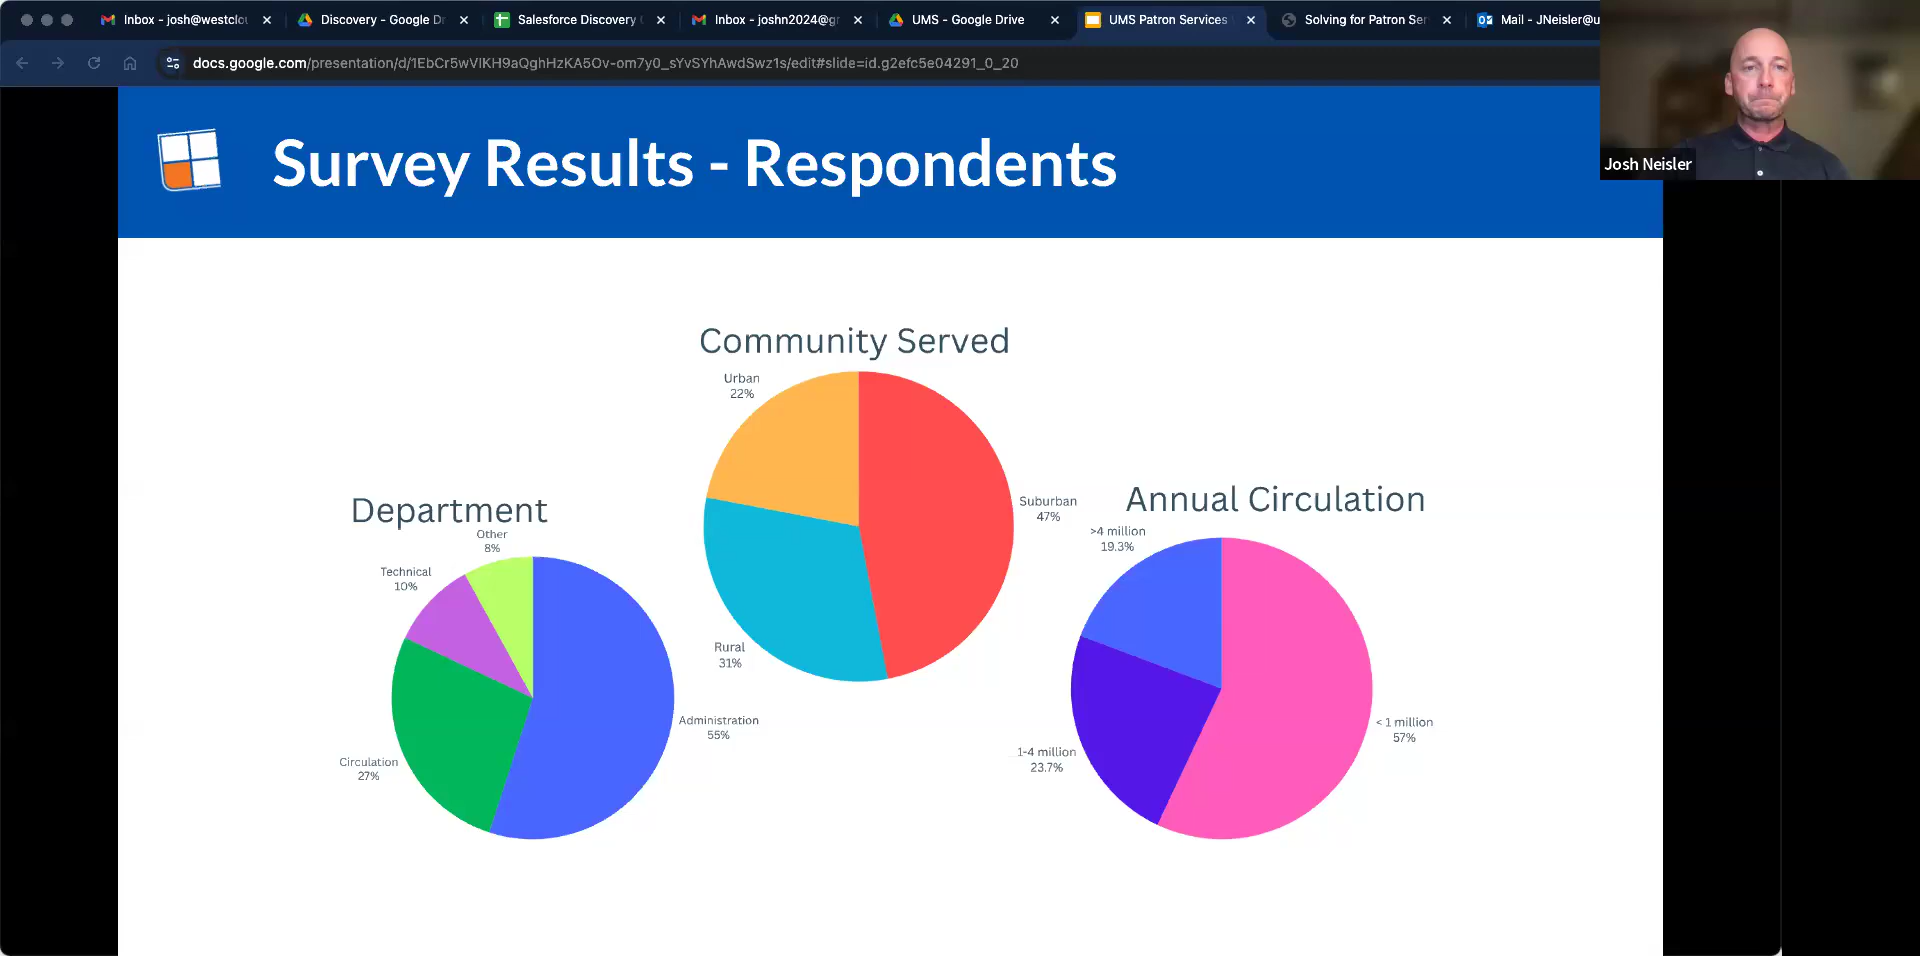 Inbox - josh@westclou
Discovery - Google Dr
Salesforce Discovery
Inbox - joshn2024@gr
UMS - Google Drive
UMS Patron Services
Solving for Patron Ser
Mail - JNeisler@u
docs.google.com/presentation/d/1EbCr5wVIKH9aQghHzKA5Ov-om7y0_sYvSYhAwdSwz1s/edit#slide=id.g2efc5e04291_0_20
Josh Neisler
Survey Results - Respondents
Community Served
Urban
22%
Suburban
47%
Rural
31%
Department
Other
8%
Technical
10%
Circulation
27%
Administration
55%
Annual Circulation
>4 million
19.3%
1-4 million
23.7%
< 1 million
57%